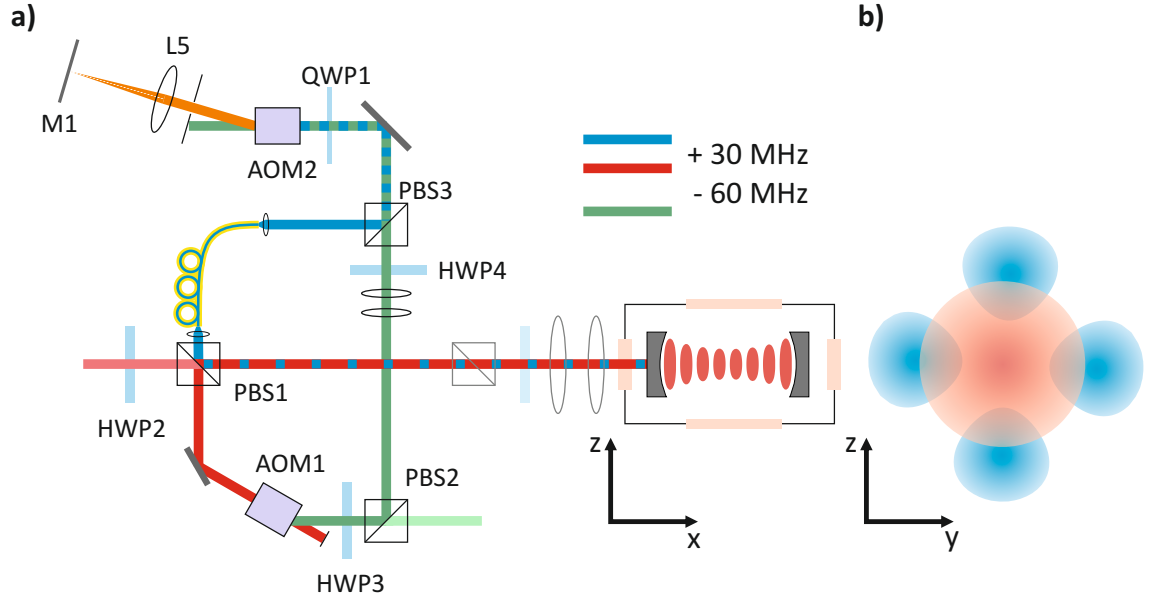 a)
b)
L5
QWP1
M1
AOM2
+ 30 MHz
- 60 MHz
PBS3
HWP4
PBS1
HWP2
AOM1
PBS2
HWP3
z
x
z
y